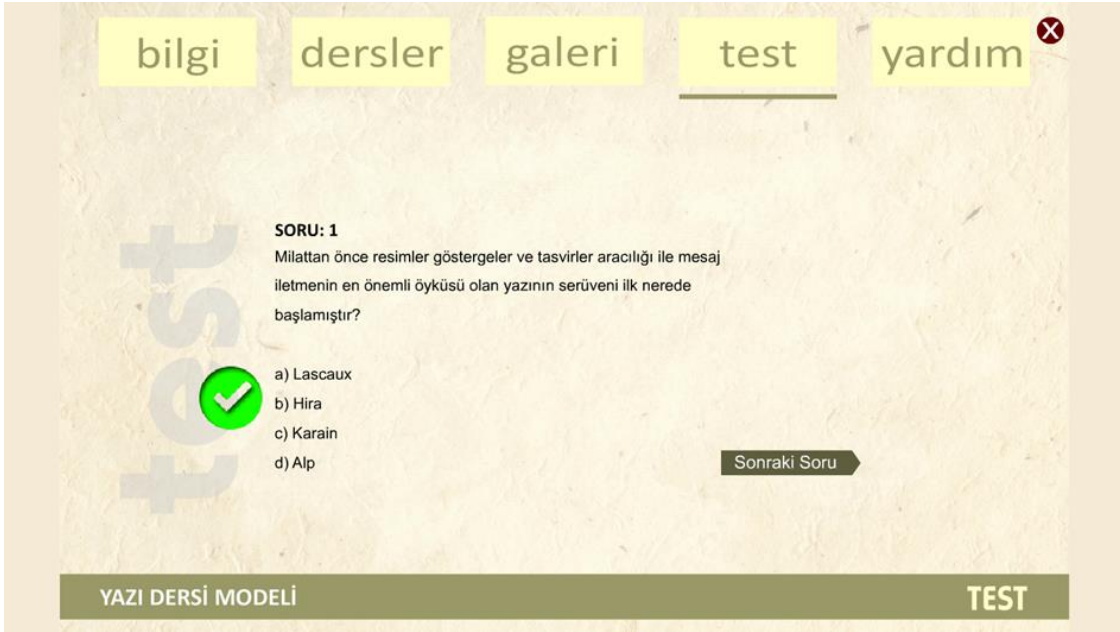 bilgi dersler galeri test yardım
test
SORU: 1
Milattan önce resimler göstergeler ve tasvirler aracılığı ile mesaj
iletmenin en önemli öyküsü olan yazının serüveni ilk nerede
başlamıştır?
a) Lascaux
b) Hira
c) Karain
d) Alp
Sonraki Soru
YAZI DERSİ MODELİ TEST